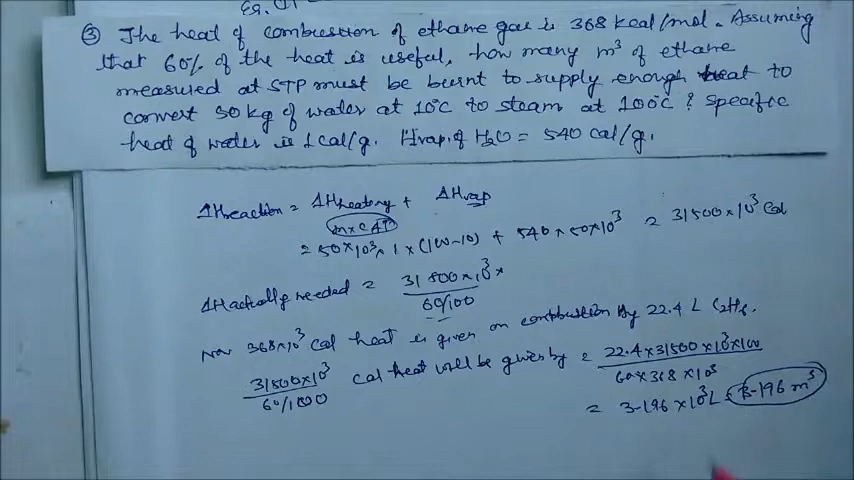 ③ The heat of combustion of ethane gas is 368 kcal/mol. Assuming
that 60% of the heat is useful, how many m³ of ethane
measured at STP must be burnt to supply enough heat to
convert 50 kg of water at 10°C to steam at 100°C ? Specific
heat of water is 1 cal/g. Hvap. of H₂O = 540 cal/g.
ΔHreaction = ΔHheating + ΔHvap
m×c ΔT
= 50×10³×1×(100-10) + 540×50×10³ = 31500×10³ Cal
ΔHactually needed = 31500×10³×
60/100
Now 368×10³ Cal heat is given on combustion by 22.4 L C₂H₆.
31500×10³ cal heat will be given by = 22.4×31500×10³×100
60/100 60×368×10³
= 3.196×10³L = 3.196 m³